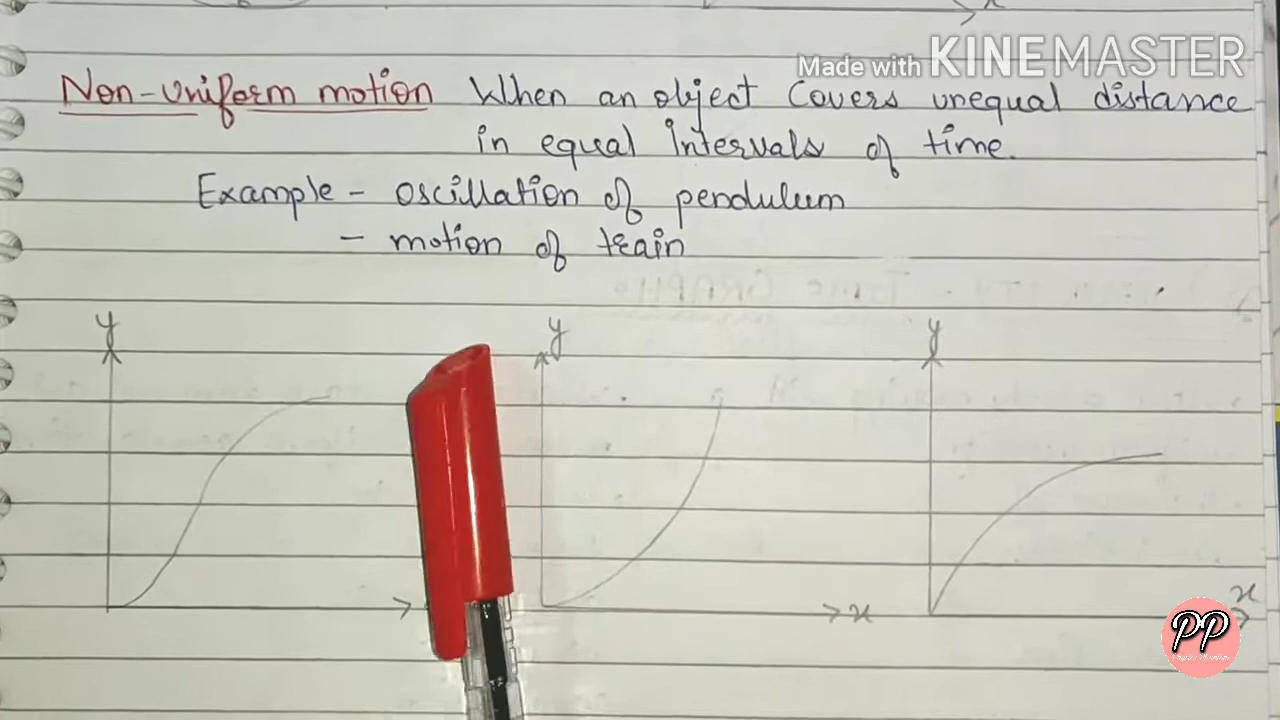 Made with KINEMASTER
Non-uniform motion When an object Covers unequal distance
in equal intervals of time.
Example - oscillation of pendulum
- motion of train
y
y
y
x
x
PP